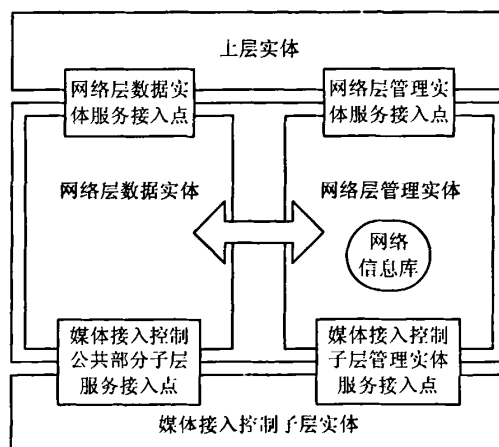 上层实体
网络层数据实
体服务接入点
网络层管理实
体服务接入点
网络层数据实体
网络层管理实体
网络
信息库
媒体接入控制
公共部分子层
服务接入点
媒体接入控制
子层管理实体
服务接入点
媒体接入控制子层实体